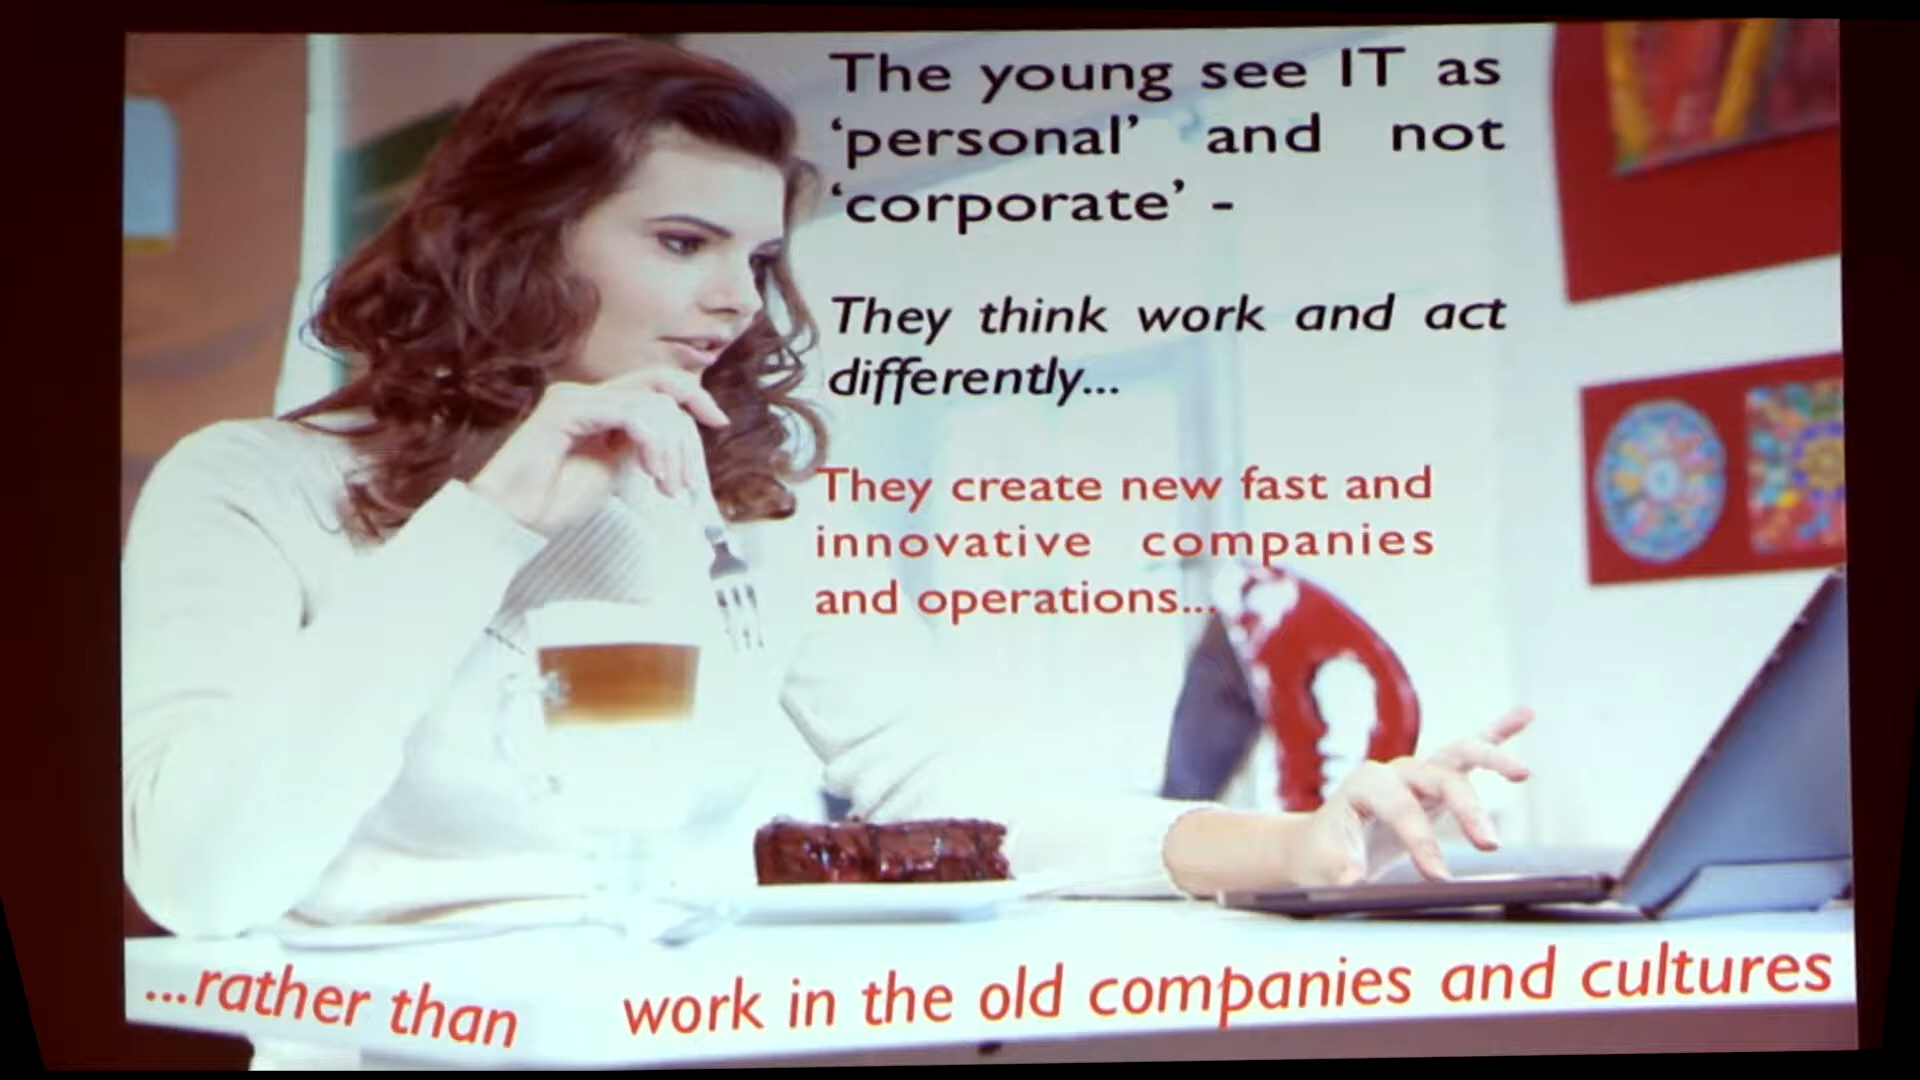 The young see IT as
‘personal’ and not
‘corporate’ -
They think work and act
differently...
They create new fast and
innovative companies
and operations...
...rather than work in the old companies and cultures